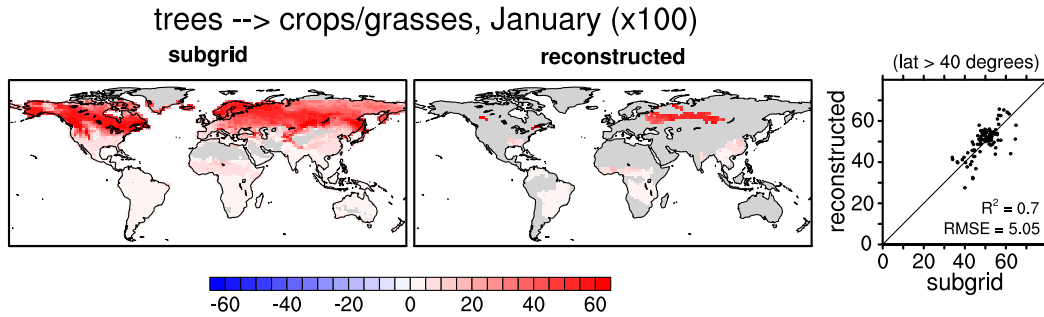 trees --> crops/grasses, January (x100)
subgrid
reconstructed
(lat > 40 degrees)
reconstructed
60
40
20
0
R² = 0.7
RMSE = 5.05
0 20 40 60
subgrid
-60 -40 -20 0 20 40 60